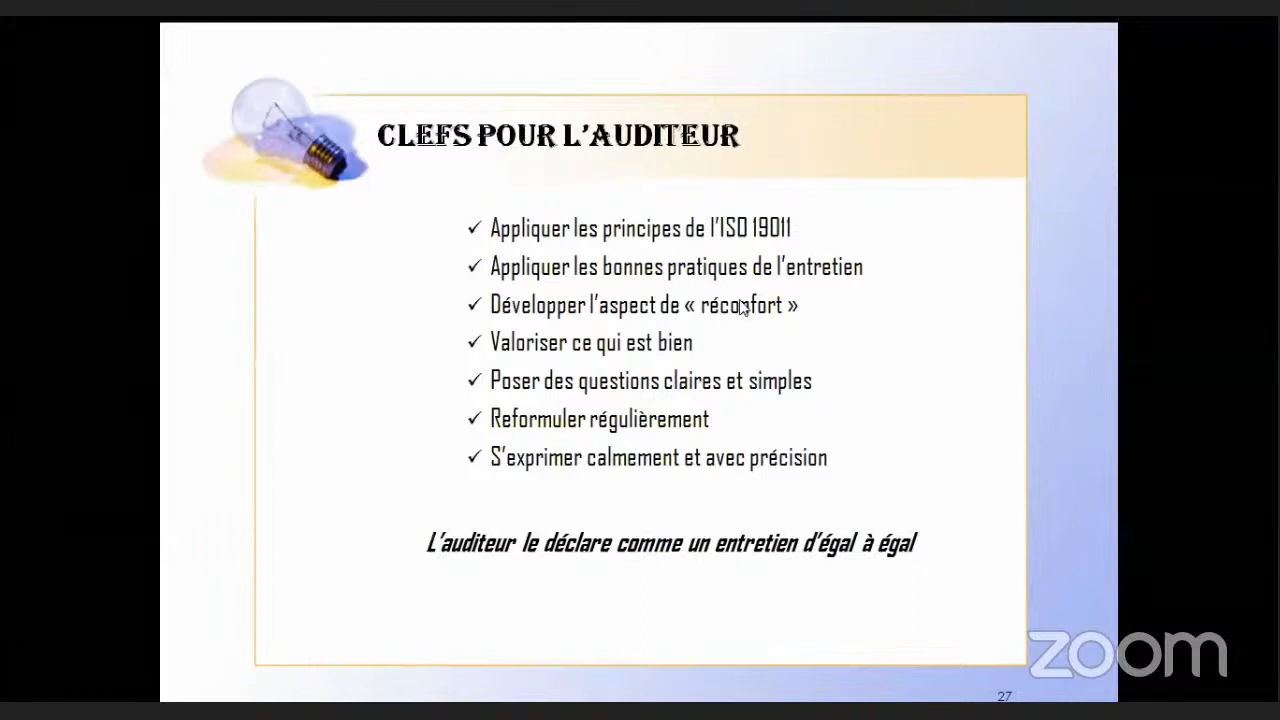 CLEFS POUR L'AUDITEUR
✓ Appliquer les principes de l'ISO 19011
✓ Appliquer les bonnes pratiques de l'entretien
✓ Développer l'aspect de « réconfort »
✓ Valoriser ce qui est bien
✓ Poser des questions claires et simples
✓ Reformuler régulièrement
✓ S'exprimer calmement et avec précision
L'auditeur le déclare comme un entretien d'égal à égal
zoom
27